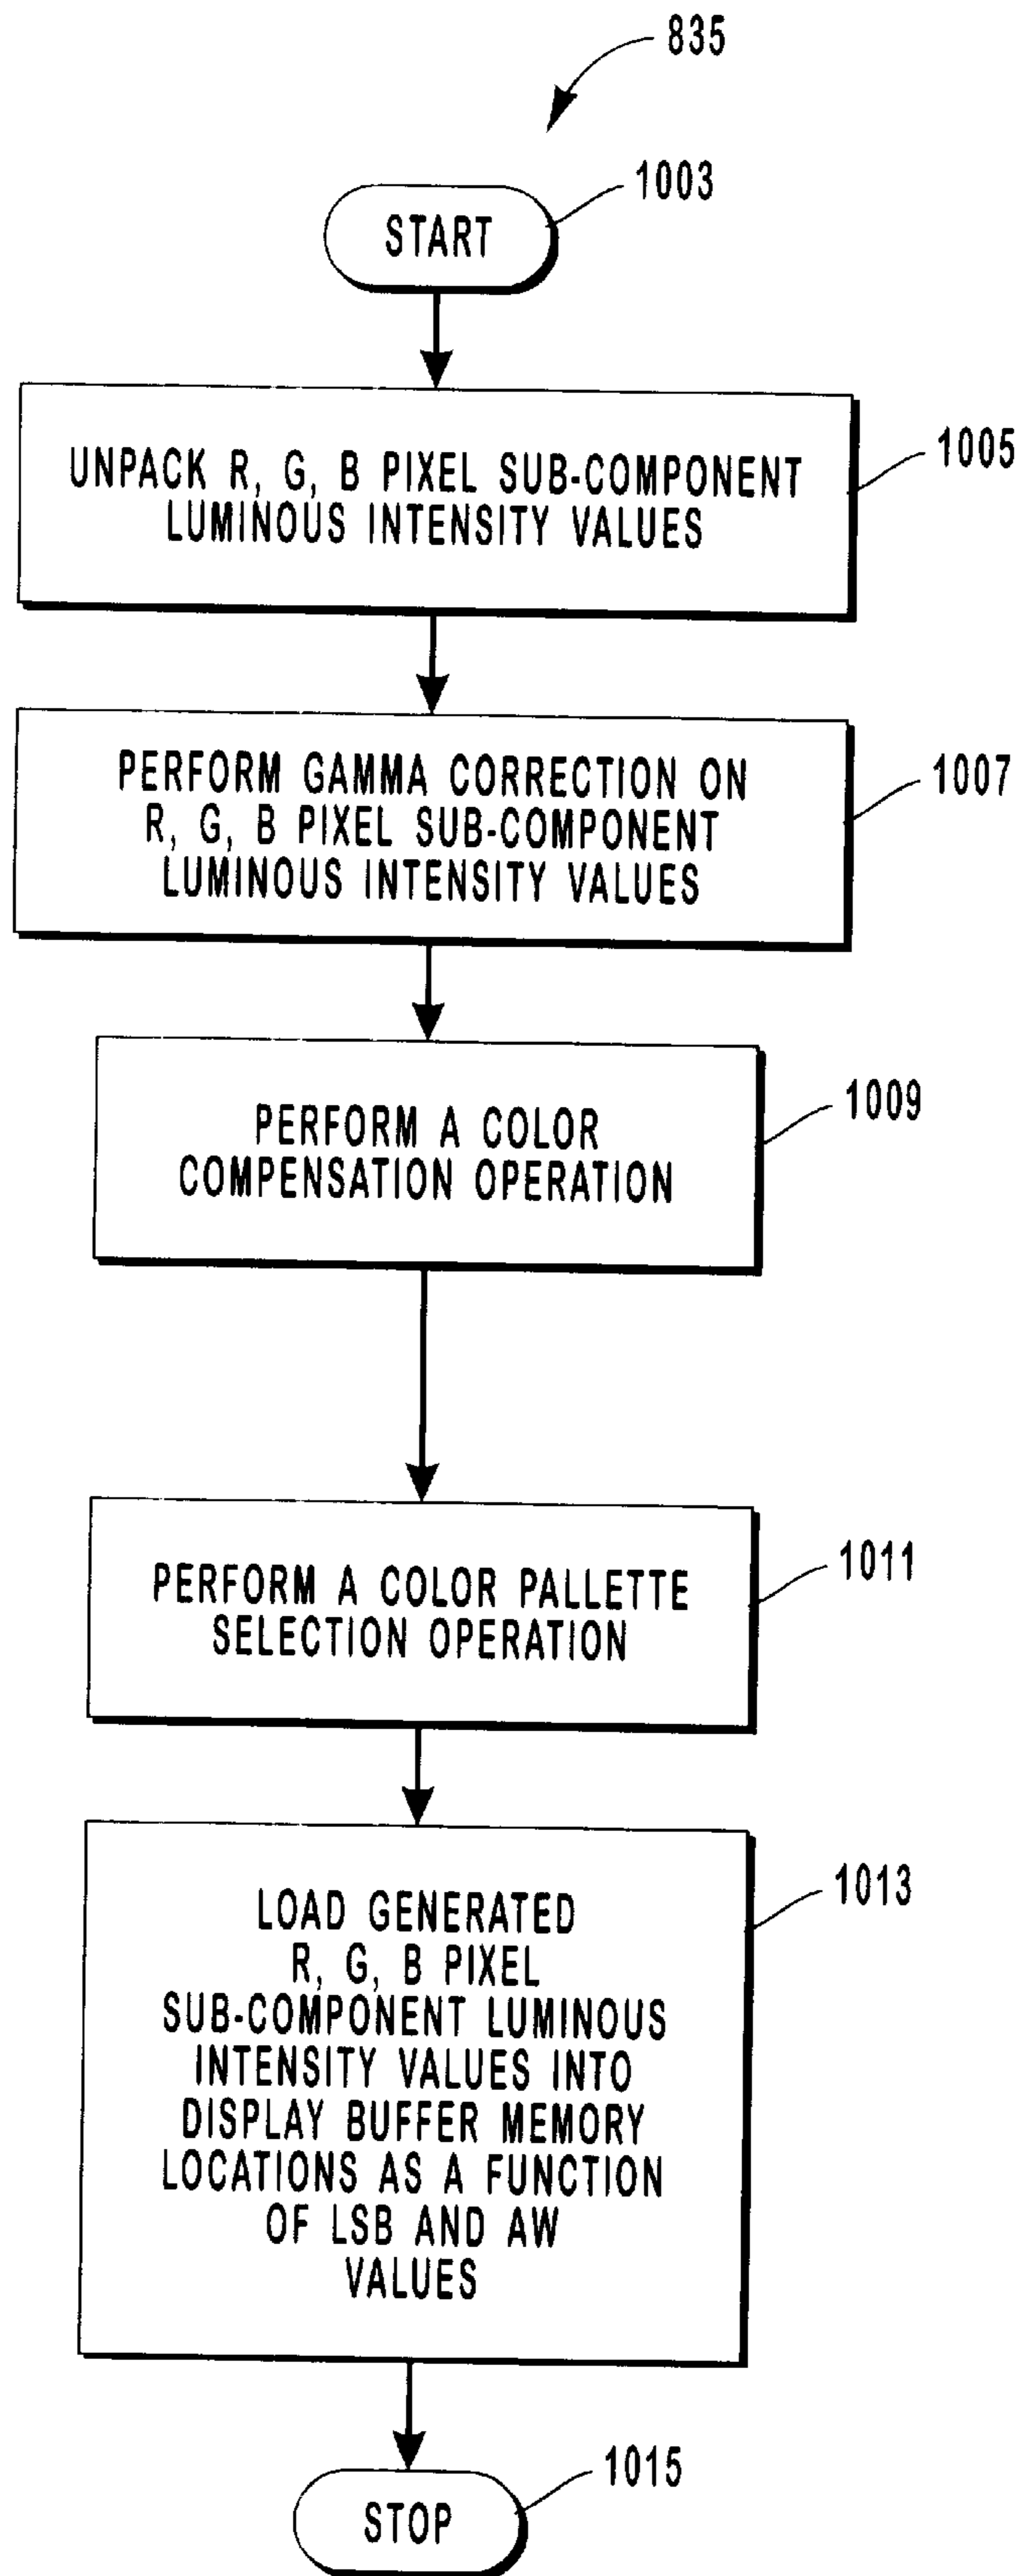 835
1003
START
1005
UNPACK R, G, B PIXEL SUB-COMPONENT
LUMINOUS INTENSITY VALUES
1007
PERFORM GAMMA CORRECTION ON
R, G, B PIXEL SUB-COMPONENT
LUMINOUS INTENSITY VALUES
1009
PERFORM A COLOR
COMPENSATION OPERATION
1011
PERFORM A COLOR PALLETTE
SELECTION OPERATION
1013
LOAD GENERATED
R, G, B PIXEL
SUB-COMPONENT LUMINOUS
INTENSITY VALUES INTO
DISPLAY BUFFER MEMORY
LOCATIONS AS A FUNCTION
OF LSB AND AW
VALUES
1015
STOP